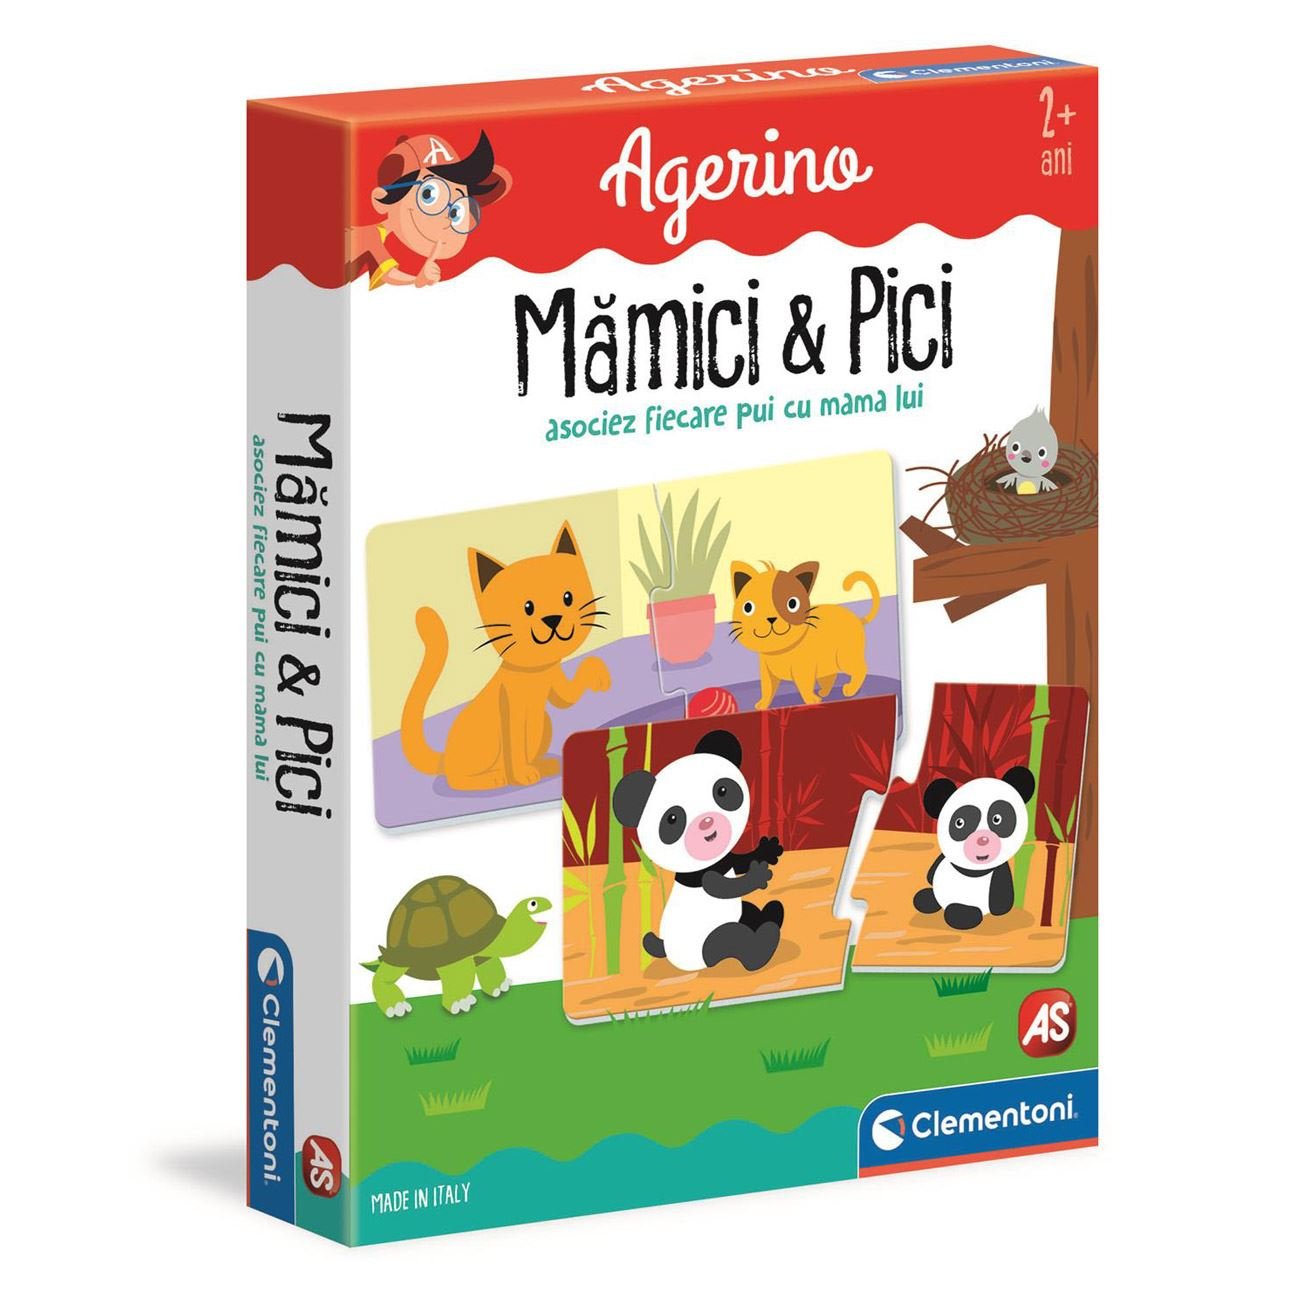 Agerino
Clementoni
A
Agerino
2+
ani
Mămici & Pici
asociez fiecare pui cu mama lui
Mămici & Pici
asociez fiecare pui cu mama lui
AS
Clementoni
Clementoni
AS
MADE IN ITALY